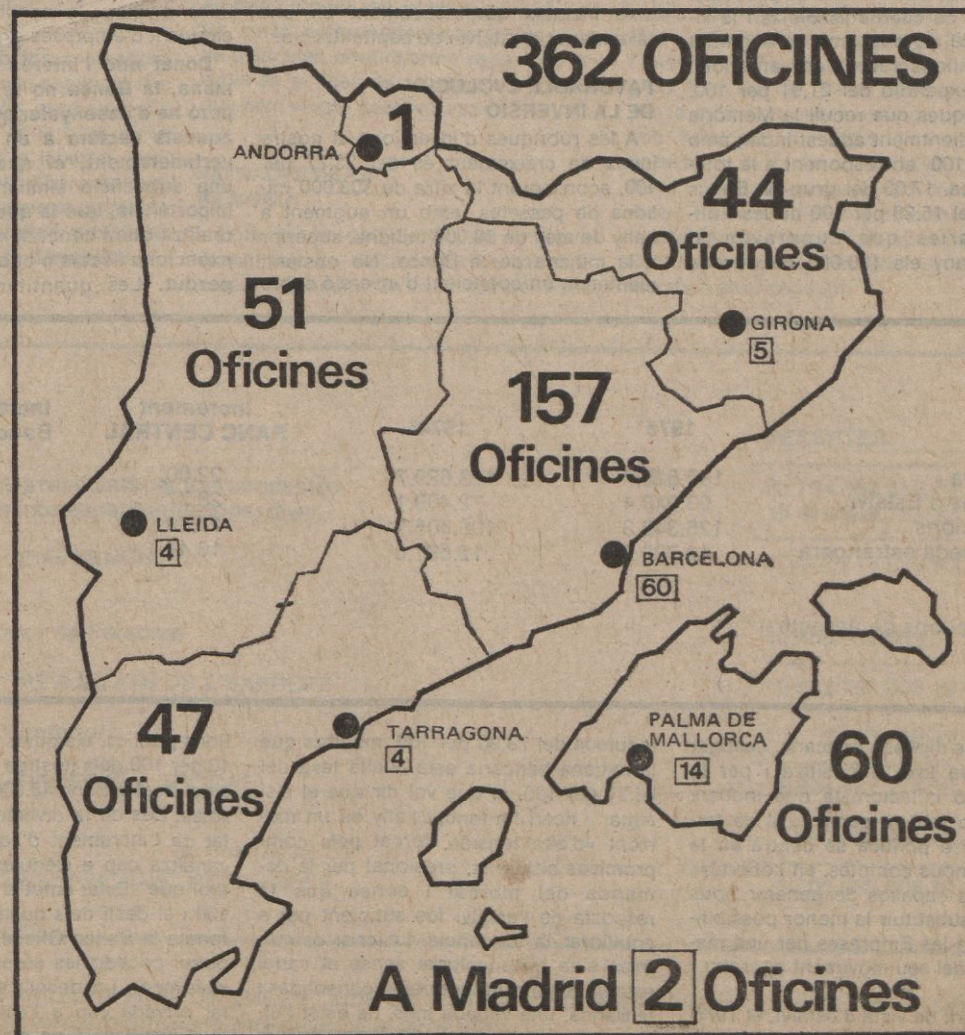 362 OFICINES
1
ANDORRA
44
Oficines
51
Oficines
GIRONA
5
157
Oficines
LLEIDA
4
BARCELONA
60
47
Oficines
TARRAGONA
4
PALMA DE
MALLORCA
14
60
Oficines
A Madrid 2 Oficines